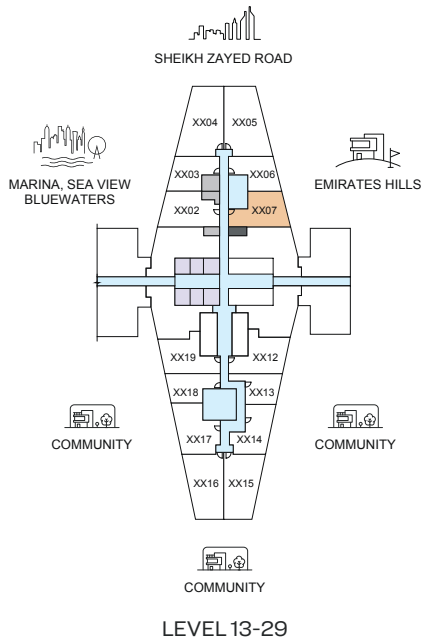 SHEIKH ZAYED ROAD
XX04 XX05
MARINA, SEA VIEW
BLUEWATERS
EMIRATES HILLS
XX03 XX06
XX02 XX07
XX19 XX12
XX18 XX13
XX17 XX14
XX16 XX15
COMMUNITY
COMMUNITY
COMMUNITY
LEVEL 13-29